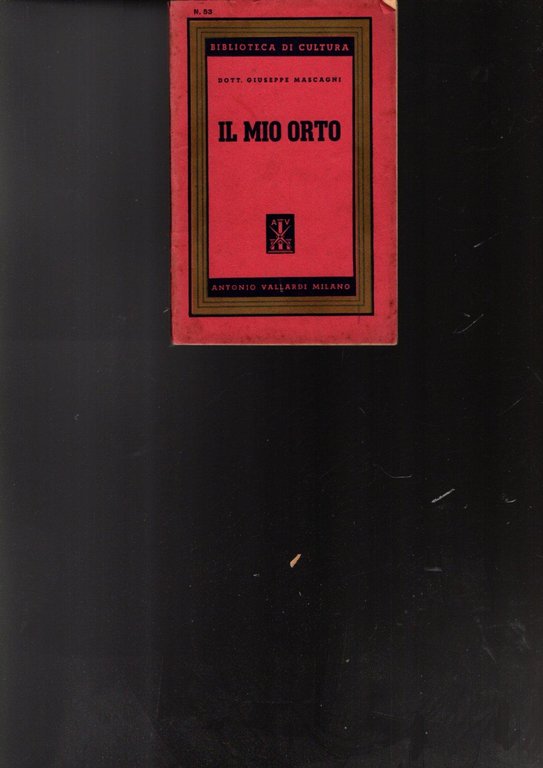 N. 53
BIBLIOTECA DI CULTURA
DOTT. GIUSEPPE MASCAGNI
IL MIO ORTO
A V
ANTONIO VALLARDI MILANO